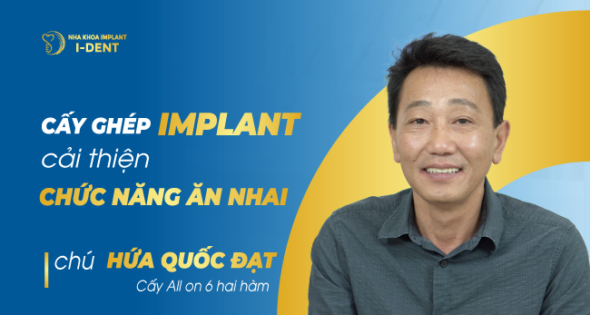 NHA KHOA IMPLANT
I-DENT
CẤY GHÉP IMPLANT
cải thiện
CHỨC NĂNG ĂN NHAI
chú HỨA QUỐC ĐẠT
Cấy All on 6 hai hàm